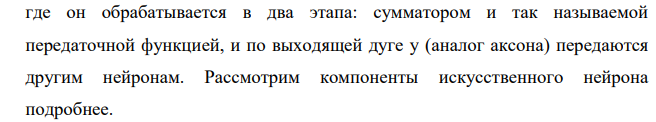 где он обрабатывается в два этапа: сумматором и так называемой
передаточной функцией, и по выходящей дуге y (аналог аксона) передаются
другим нейронам. Рассмотрим компоненты искусственного нейрона
подробнее.